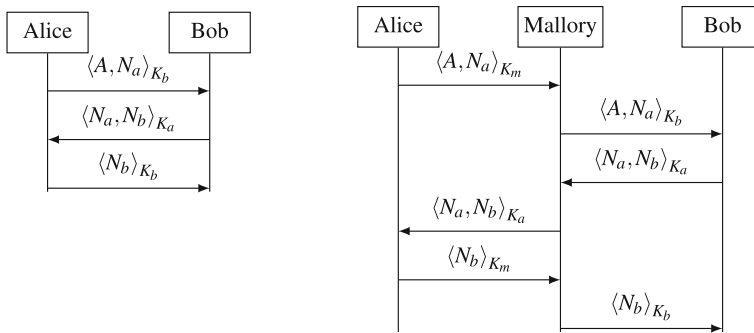 Alice Bob
⟨A, N_a⟩_{K_b}
⟨N_a, N_b⟩_{K_a}
⟨N_b⟩_{K_b}
Alice Mallory Bob
⟨A, N_a⟩_{K_m}
⟨A, N_a⟩_{K_b}
⟨N_a, N_b⟩_{K_a}
⟨N_a, N_b⟩_{K_a}
⟨N_b⟩_{K_m}
⟨N_b⟩_{K_b}